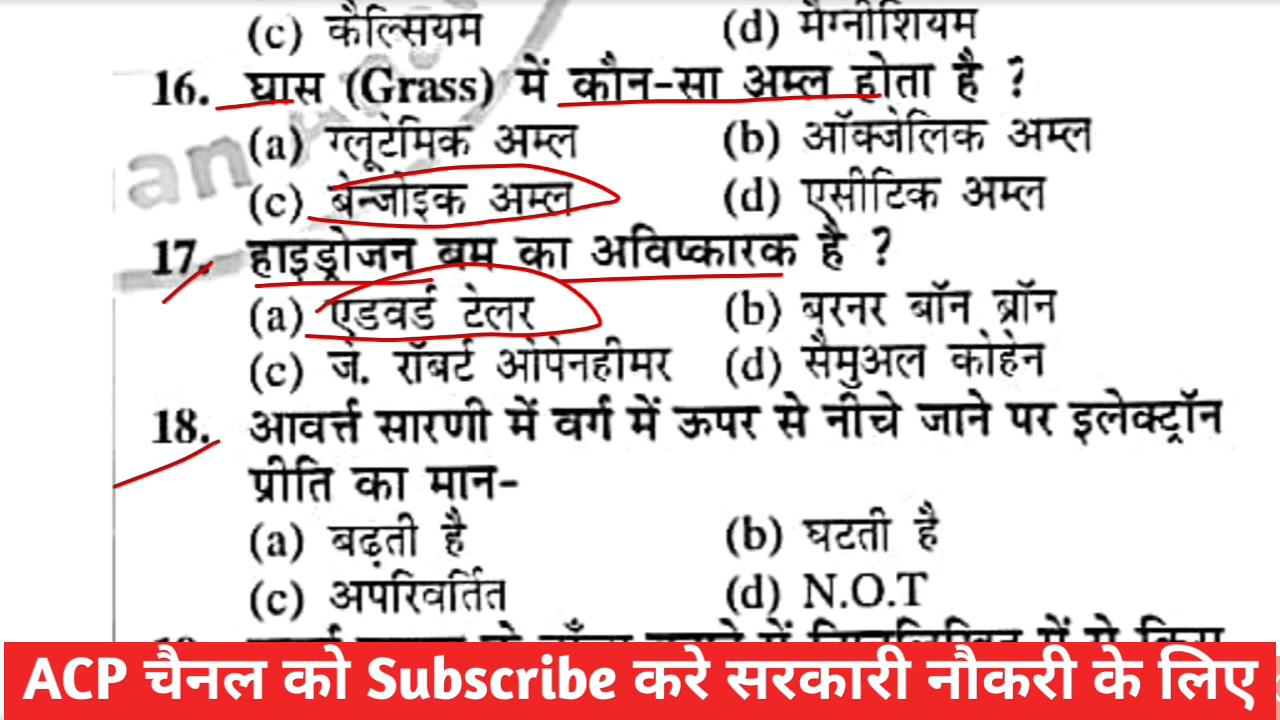 (c) कैल्सियम (d) मैग्नीशियम
16. घास (Grass) में कौन-सा अम्ल होता है ?
(a) ग्लूटेमिक अम्ल (b) ऑक्जेलिक अम्ल
(c) बेन्जोइक अम्ल (d) एसीटिक अम्ल
17. हाइड्रोजन बम का अविष्कारक है ?
(a) एडवर्ड टेलर (b) बरनर बॉन ब्रॉन
(c) जे. रॉबर्ट ओपेनहीमर (d) सैमुअल कोहेन
18. आवर्त्त सारणी में वर्ग में ऊपर से नीचे जाने पर इलेक्ट्रॉन
प्रीति का मान-
(a) बढ़ती है (b) घटती है
(c) अपरिवर्तित (d) N.O.T
ACP चैनल को Subscribe करे सरकारी नौकरी के लिए